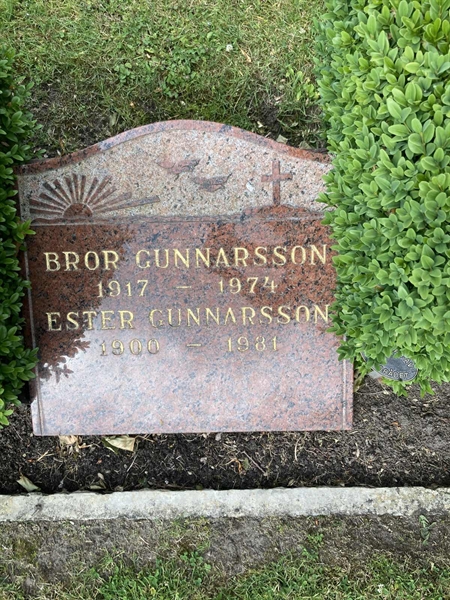 BROR GUNNARSSON
1917 – 1974
ESTER GUNNARSSON
1900 – 1981